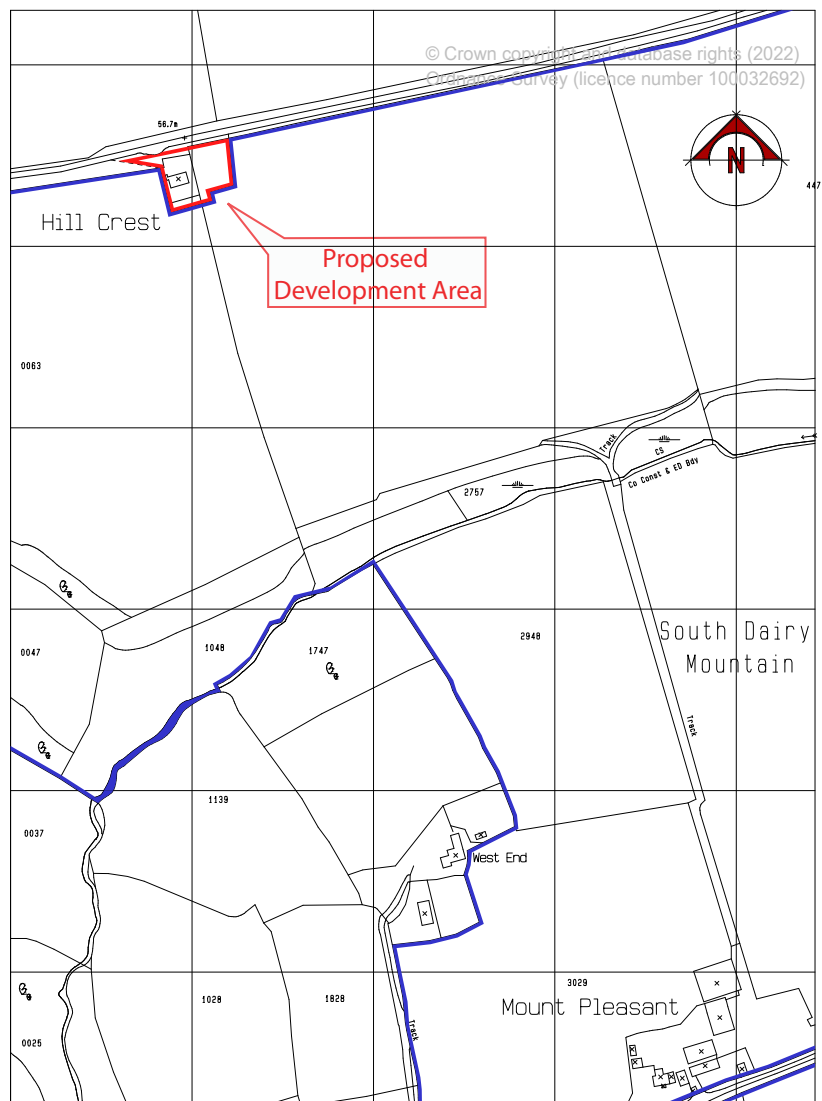 © Crown copyright and database rights (2022)
Ordnance Survey (licence number 100032692)
56.7m
N
447
Hill Crest
Proposed
Development Area
0063
Track
CS
Co Const & ED Bdy
2757
0047
1048
1747
2948
South Dairy
Mountain
Track
1139
0037
West End
3029
1028
1828
Mount Pleasant
Track
0025